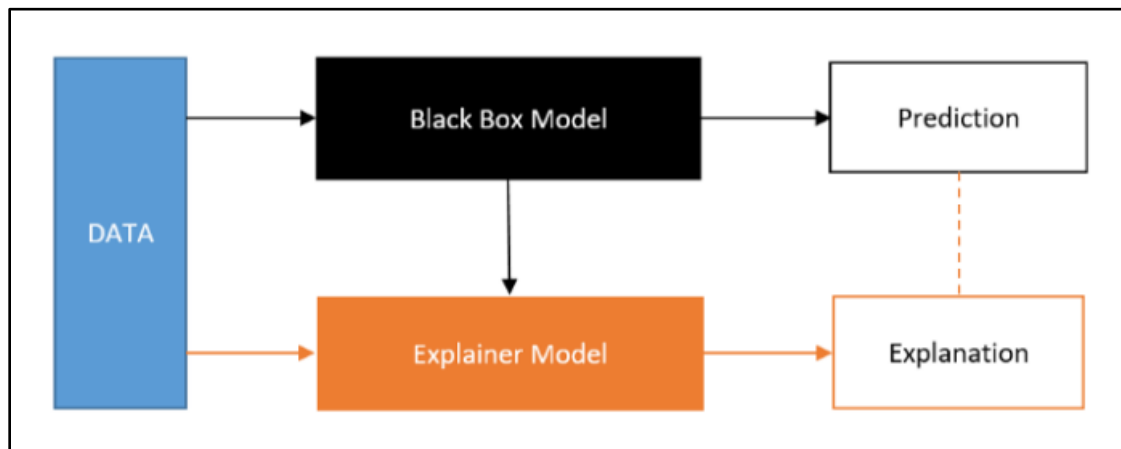 Black Box Model
Prediction
DATA
Explainer Model
Explanation